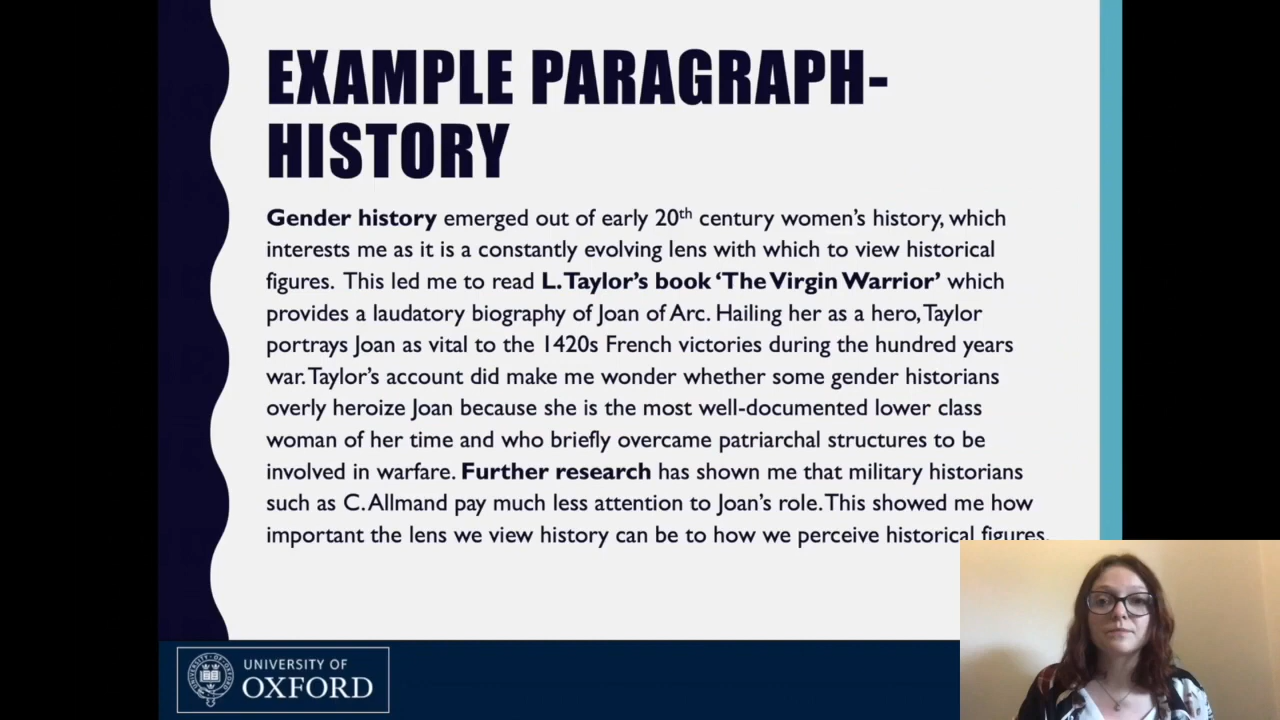 EXAMPLE PARAGRAPH-
HISTORY
Gender history emerged out of early 20th century women's history, which
interests me as it is a constantly evolving lens with which to view historical
figures. This led me to read L. Taylor's book ‘The Virgin Warrior’ which
provides a laudatory biography of Joan of Arc. Hailing her as a hero, Taylor
portrays Joan as vital to the 1420s French victories during the hundred years
war. Taylor's account did make me wonder whether some gender historians
overly heroize Joan because she is the most well-documented lower class
woman of her time and who briefly overcame patriarchal structures to be
involved in warfare. Further research has shown me that military historians
such as C. Allmand pay much less attention to Joan's role. This showed me how
important the lens we view history can be to how we perceive historical figures.
UNIVERSITY OF
OXFORD